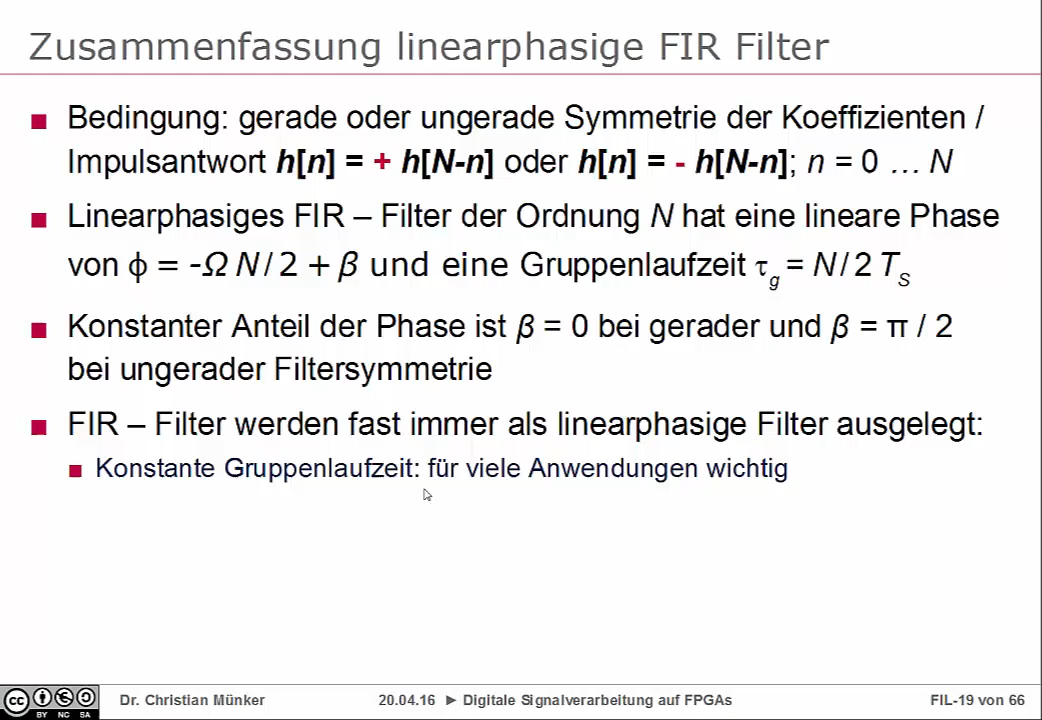 Zusammenfassung linearphasige FIR Filter
■ Bedingung: gerade oder ungerade Symmetrie der Koeffizienten /
Impulsantwort h[n] = + h[N-n] oder h[n] = - h[N-n]; n = 0 … N
■ Linearphasiges FIR – Filter der Ordnung N hat eine lineare Phase
von ϕ = -Ω N / 2 + β und eine Gruppenlaufzeit τg = N / 2 TS
■ Konstanter Anteil der Phase ist β = 0 bei gerader und β = π / 2
bei ungerader Filtersymmetrie
■ FIR – Filter werden fast immer als linearphasige Filter ausgelegt:
■ Konstante Gruppenlaufzeit: für viele Anwendungen wichtig
cc BY NC SA
Dr. Christian Münker 20.04.16 ► Digitale Signalverarbeitung auf FPGAs FIL-19 von 66